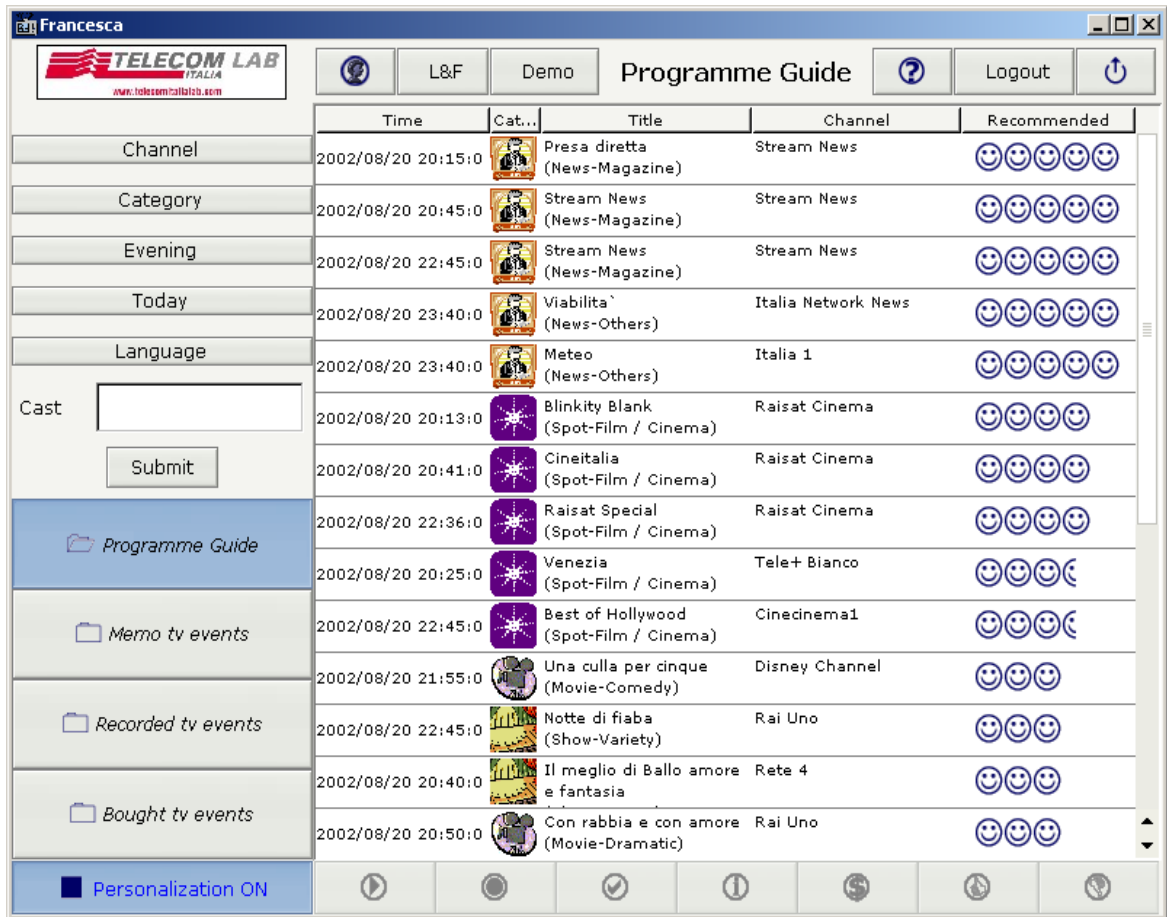 Francesca
TELECOM LAB
ITALIA
www.telecomitalialab.com
L&F
Demo
Programme Guide
Logout
Channel
Category
Evening
Today
Language
Cast
Submit
Programme Guide
Memo tv events
Recorded tv events
Bought tv events
Personalization ON
Time Cat... Title Channel Recommended
2002/08/20 20:15:0 Presa diretta Stream News
(News-Magazine)
2002/08/20 20:45:0 Stream News Stream News
(News-Magazine)
2002/08/20 22:45:0 Stream News Stream News
(News-Magazine)
2002/08/20 23:40:0 Viabilita` Italia Network News
(News-Others)
2002/08/20 23:40:0 Meteo Italia 1
(News-Others)
2002/08/20 20:13:0 Blinkity Blank Raisat Cinema
(Spot-Film / Cinema)
2002/08/20 20:41:0 Cineitalia Raisat Cinema
(Spot-Film / Cinema)
2002/08/20 22:36:0 Raisat Special Raisat Cinema
(Spot-Film / Cinema)
2002/08/20 20:25:0 Venezia Tele+ Bianco
(Spot-Film / Cinema)
2002/08/20 22:45:0 Best of Hollywood Cinecinema1
(Spot-Film / Cinema)
2002/08/20 21:55:0 Una culla per cinque Disney Channel
(Movie-Comedy)
2002/08/20 22:45:0 Notte di fiaba Rai Uno
(Show-Variety)
2002/08/20 20:40:0 Il meglio di Ballo amore Rete 4
e fantasia
2002/08/20 20:50:0 Con rabbia e con amore Rai Uno
(Movie-Dramatic)